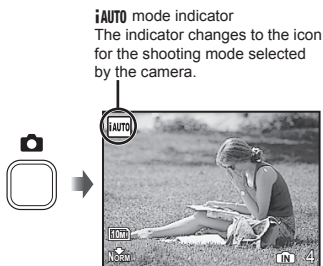 iAUTO mode indicator
The indicator changes to the icon
for the shooting mode selected
by the camera.
iAUTO
10M
NORM
IN 4